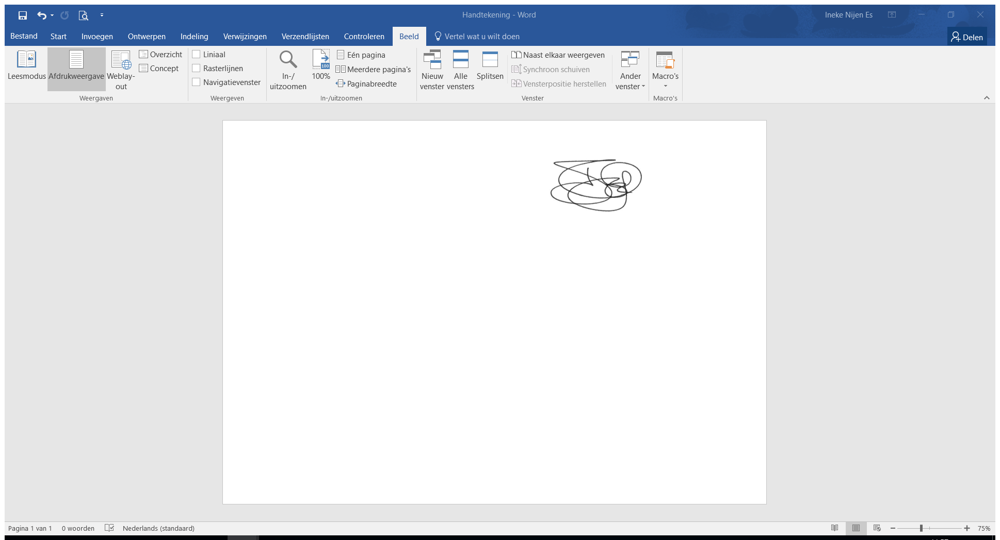 Handtekening - Word
Ineke Nijen Es
Bestand Start Invoegen Ontwerpen Indeling Verwijzingen Verzendlijsten Controleren Beeld Vertel wat u wilt doen Delen
Leesmodus
Afdrukweergave
Weblay-
out
Overzicht
Concept
Weergaven
Liniaal
Rasterlijnen
Navigatievenster
Weergeven
In-/
uitzoomen
100
100%
Eén pagina
Meerdere pagina's
Paginabreedte
In-/uitzoomen
Nieuw
venster
Alle
vensters
Splitsen
Naast elkaar weergeven
Synchroon schuiven
Vensterpositie herstellen
Ander
venster
Venster
Macro's
Macro's
Pagina 1 van 1 0 woorden Nederlands (standaard) 75%